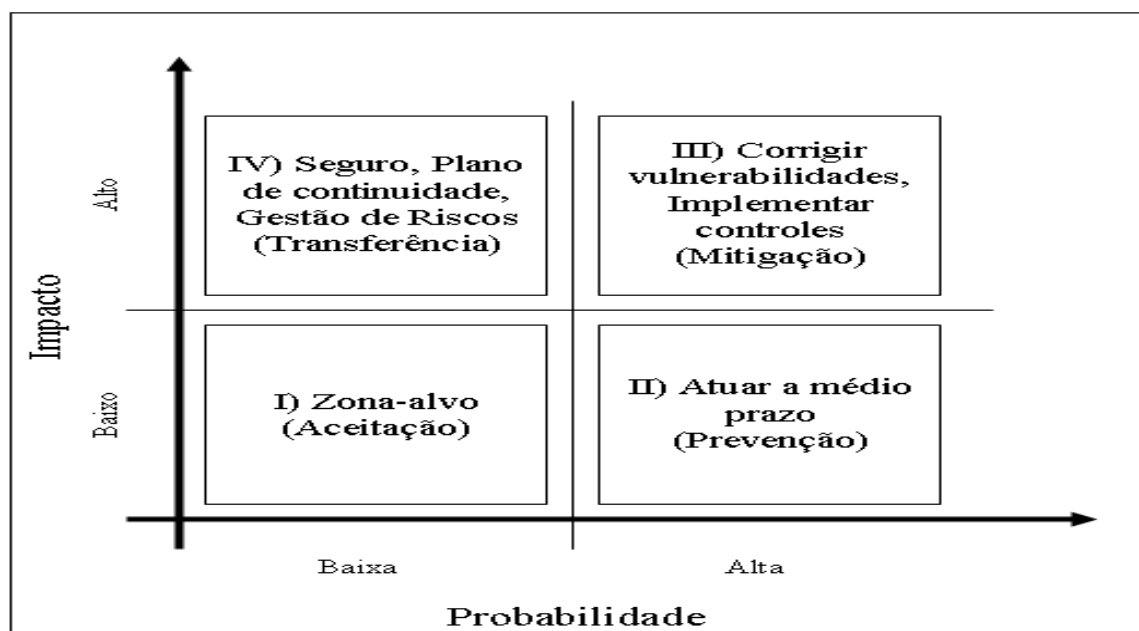 Impacto
Alto
Baixo
IV) Seguro, Plano
de continuidade,
Gestão de Riscos
(Transferência)
III) Corrigir
vulnerabilidades,
Implementar
controles
(Mitigação)
I) Zona-alvo
(Aceitação)
II) Atuar a médio
prazo
(Prevenção)
Baixa
Alta
Probabilidade